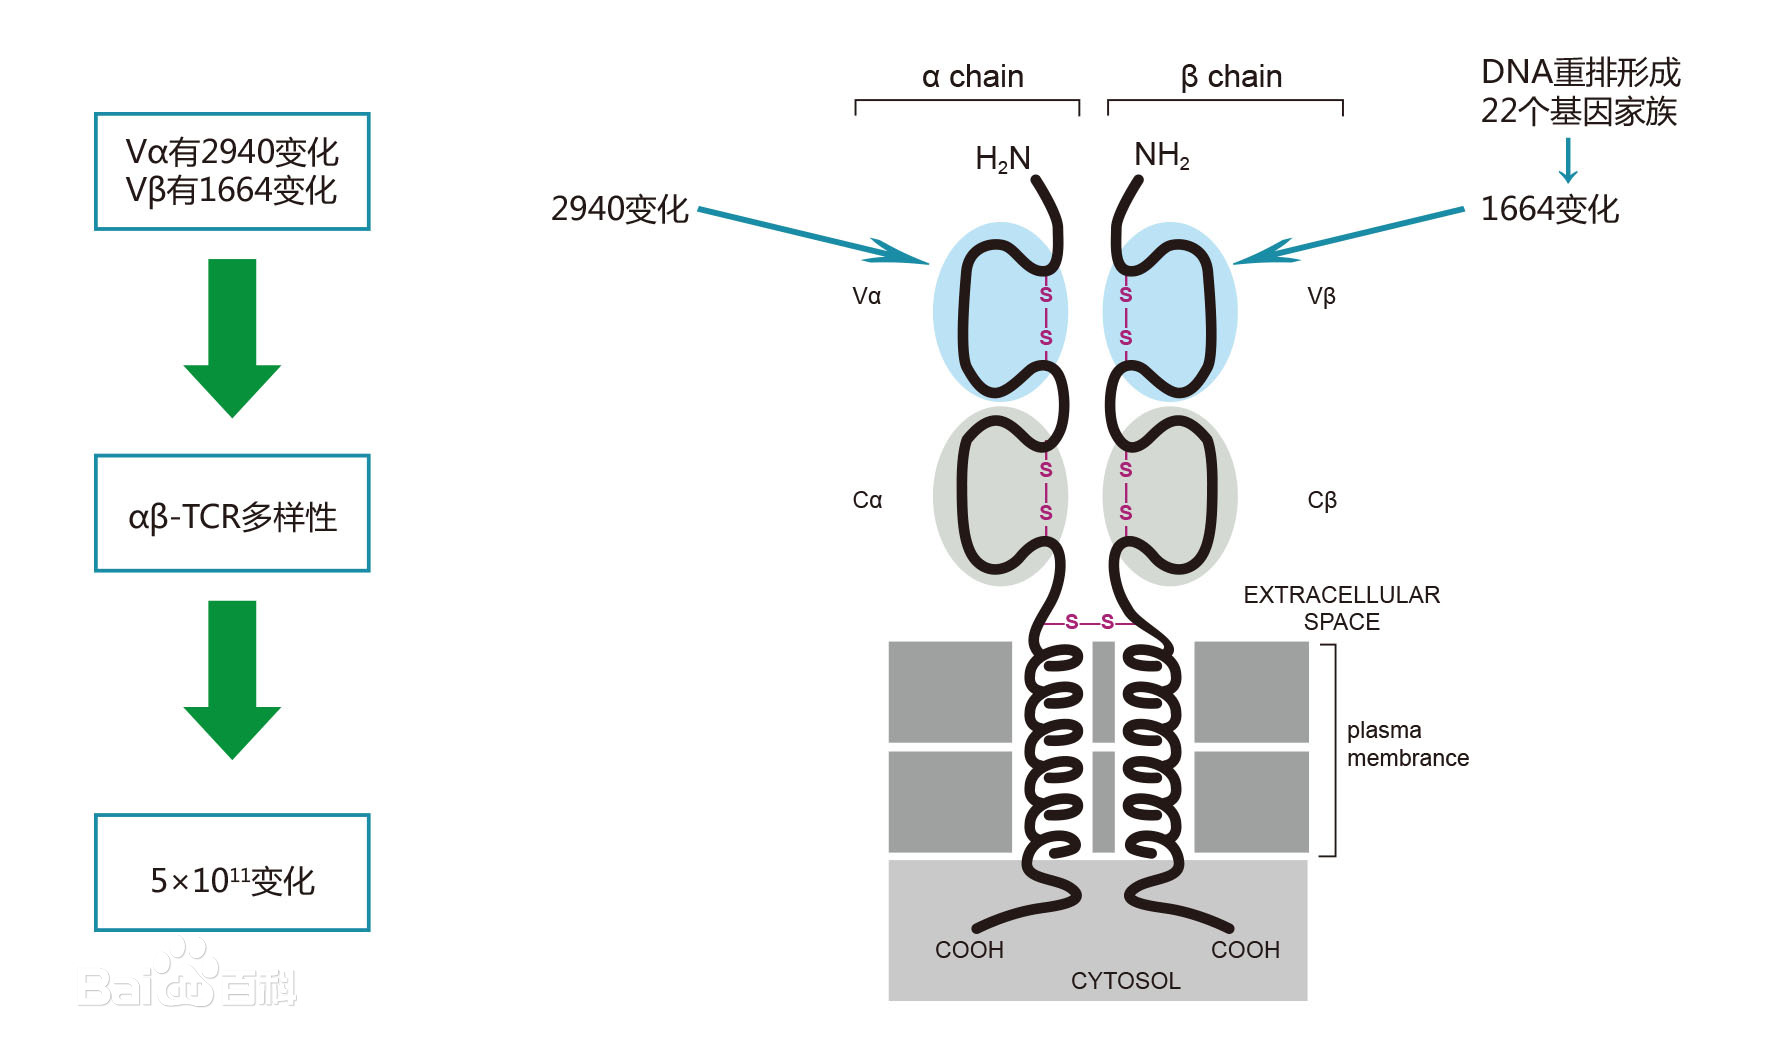 Vα有2940变化
Vβ有1664变化
αβ-TCR多样性
5×10¹¹变化
α chain
β chain
H₂N
NH₂
DNA重排形成
22个基因家族
2940变化
1664变化
Vα
Vβ
S
S
S
S
Cα
Cβ
S
S
S
S
EXTRACELLULAR
SPACE
S
S
plasma
membrance
COOH
COOH
CYTOSOL
Bai百科